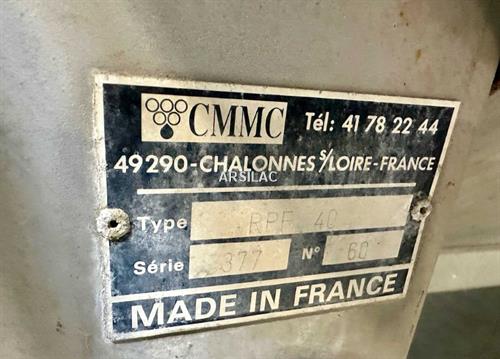 CMMC Tél: 41 78 22 44
49290-CHALONNES S/LOIRE-FRANCE
ARSILAC
Type RPF 40
Série 377 N° 60
MADE IN FRANCE